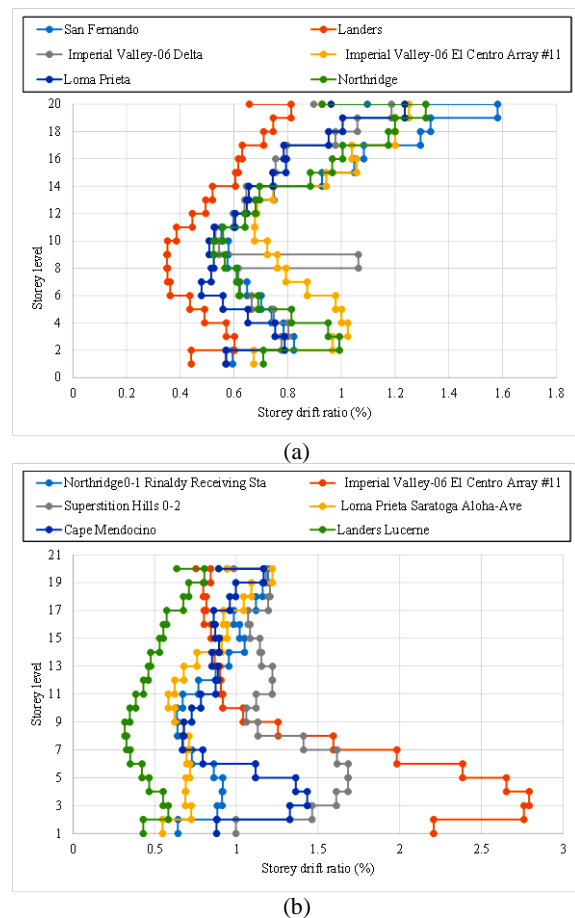 San Fernando
Landers
Imperial Valley-06 Delta
Imperial Valley-06 El Centro Array #11
Loma Prieta
Northridge
20
18
16
14
12
10
8
6
4
2
0
Storey level
0 0.2 0.4 0.6 0.8 1 1.2 1.4 1.6 1.8
Storey drift ratio (%)
(a)
Northridge0-1 Rinaldy Receiving Sta
Imperial Valley-06 El Centro Array #11
Superstition Hills 0-2
Loma Prieta Saratoga Aloha-Ave
Cape Mendocino
Landers Lucerne
21
19
17
15
13
11
9
7
5
3
1
Storey level
0 0.5 1 1.5 2 2.5 3
Storey drift ratio (%)
(b)